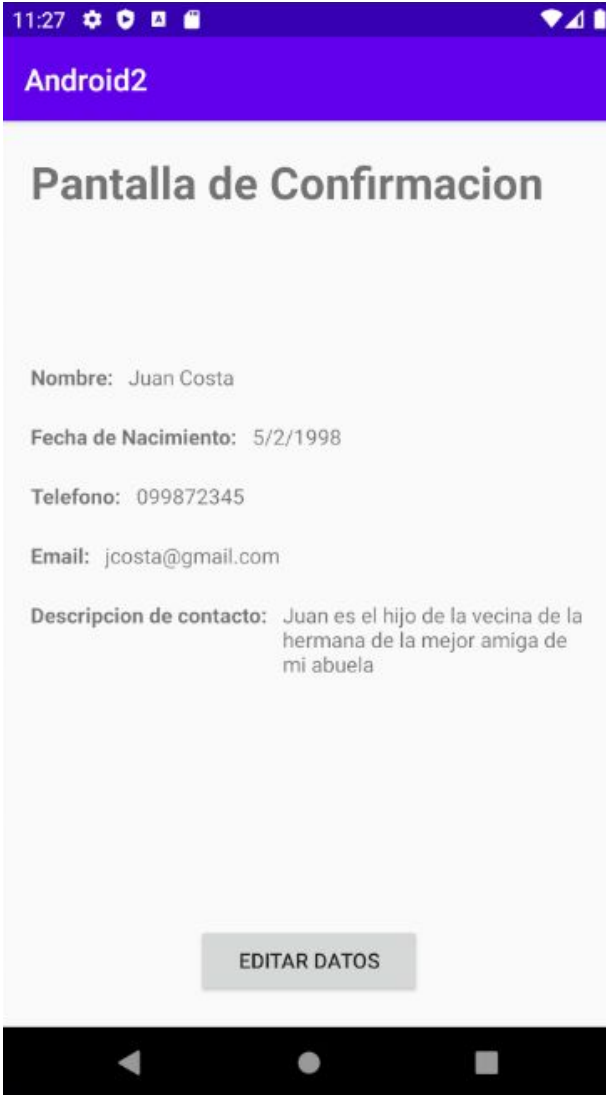 11:27
Android2
Pantalla de Confirmacion
Nombre: Juan Costa
Fecha de Nacimiento: 5/2/1998
Telefono: 099872345
Email: jcosta@gmail.com
Descripcion de contacto: Juan es el hijo de la vecina de la
hermana de la mejor amiga de
mi abuela
EDITAR DATOS